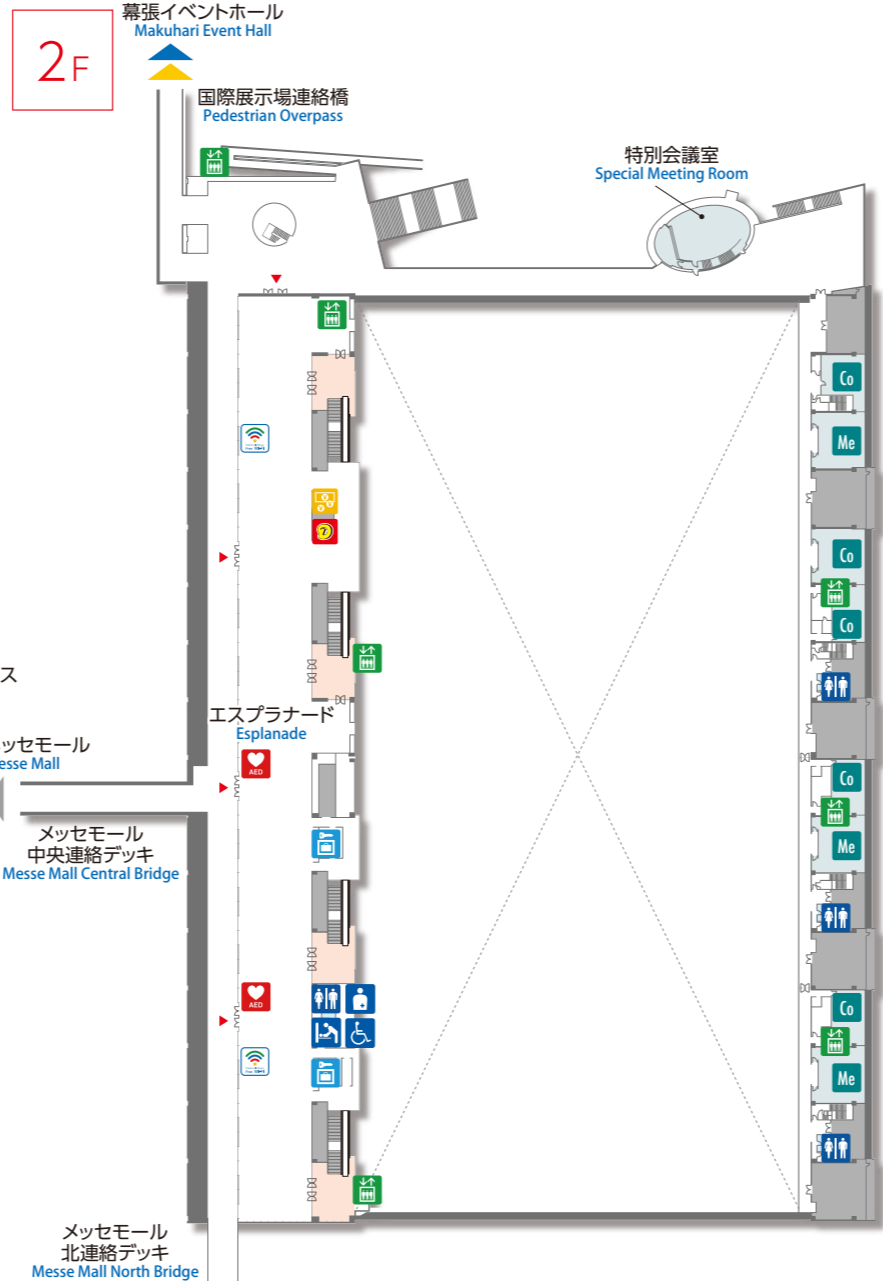 2F
幕張イベントホール
Makuhari Event Hall
国際展示場連絡橋
Pedestrian Overpass
特別会議室
Special Meeting Room
Co
Me
Co
Co
ス
エスプラナード
Esplanade
AED
ッセモール
esse Mall
Co
メッセモール
中央連絡デッキ
Messe Mall Central Bridge
Me
AED
Co
Me
メッセモール
北連絡デッキ
Messe Mall North Bridge